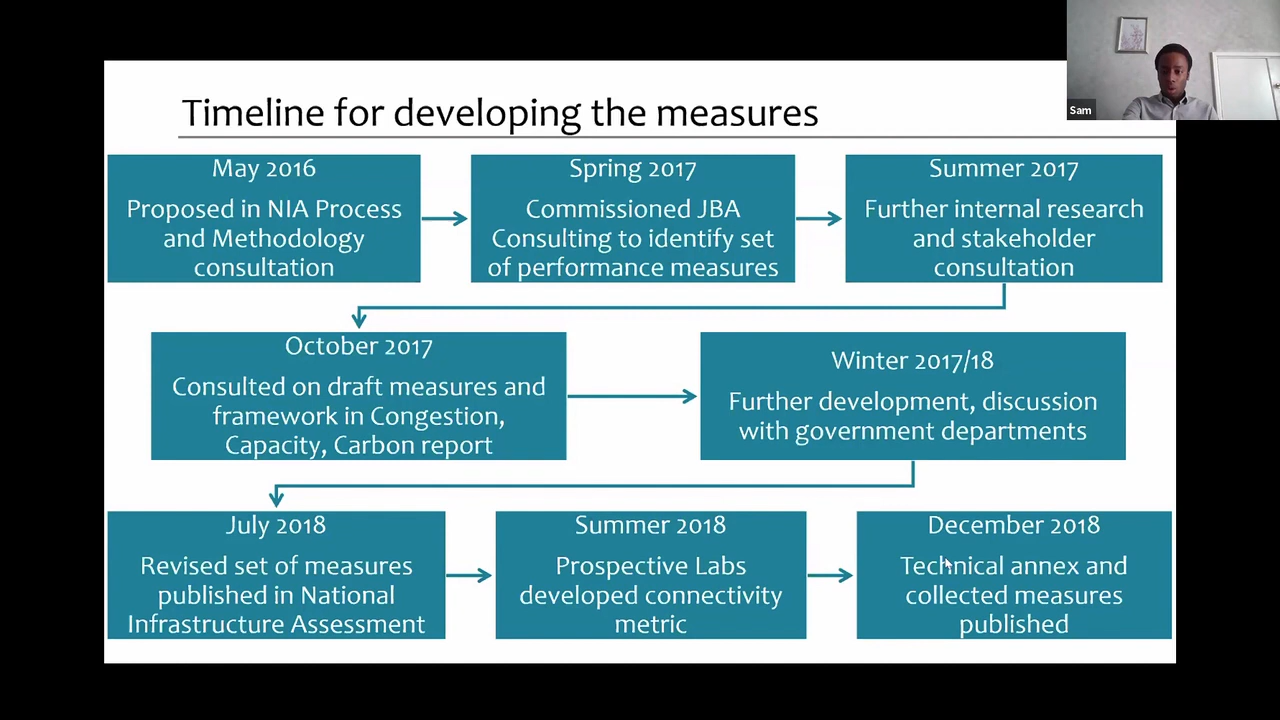 Sam
Timeline for developing the measures
May 2016
Proposed in NIA Process
and Methodology
consultation
Spring 2017
Commissioned JBA
Consulting to identify set
of performance measures
Summer 2017
Further internal research
and stakeholder
consultation
October 2017
Consulted on draft measures and
framework in Congestion,
Capacity, Carbon report
Winter 2017/18
Further development, discussion
with government departments
July 2018
Revised set of measures
published in National
Infrastructure Assessment
Summer 2018
Prospective Labs
developed connectivity
metric
December 2018
Technical annex and
collected measures
published